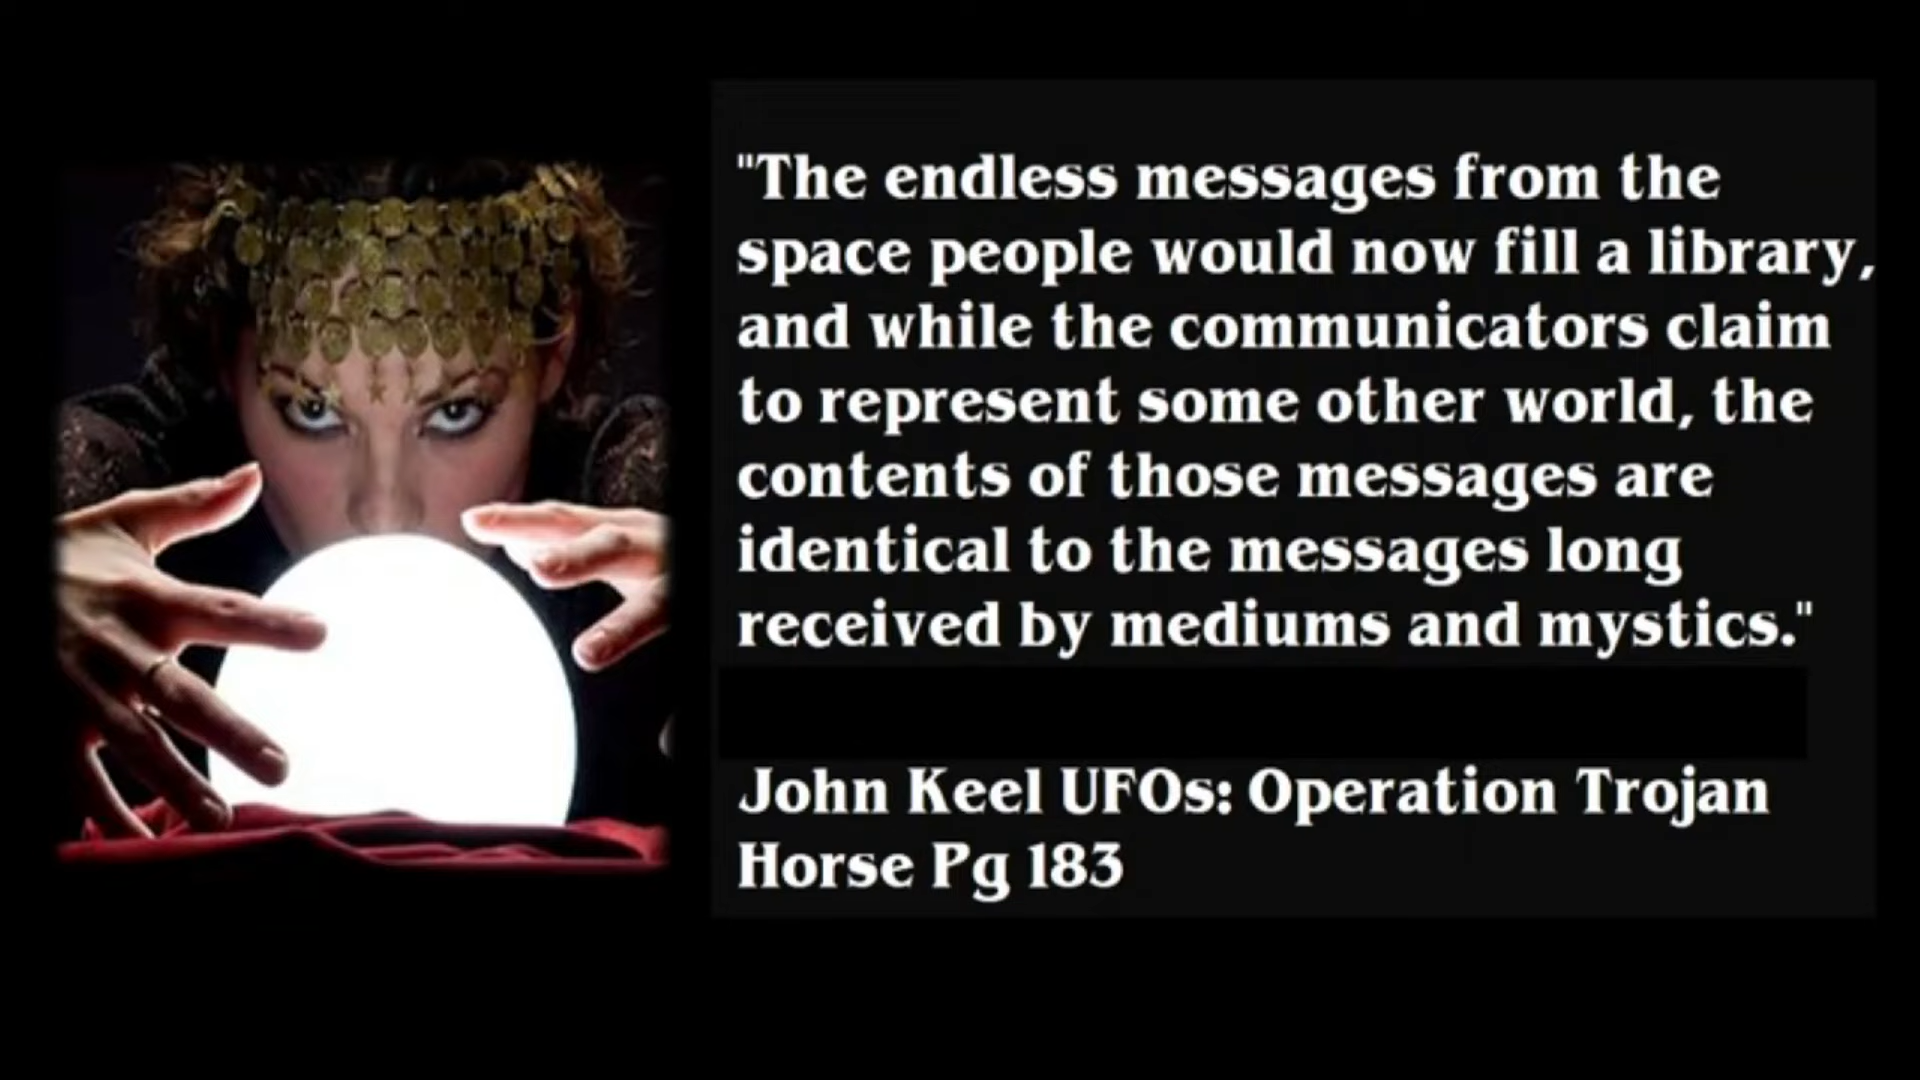 "The endless messages from the
space people would now fill a library,
and while the communicators claim
to represent some other world, the
contents of those messages are
identical to the messages long
received by mediums and mystics."
John Keel UFOs: Operation Trojan
Horse Pg 183